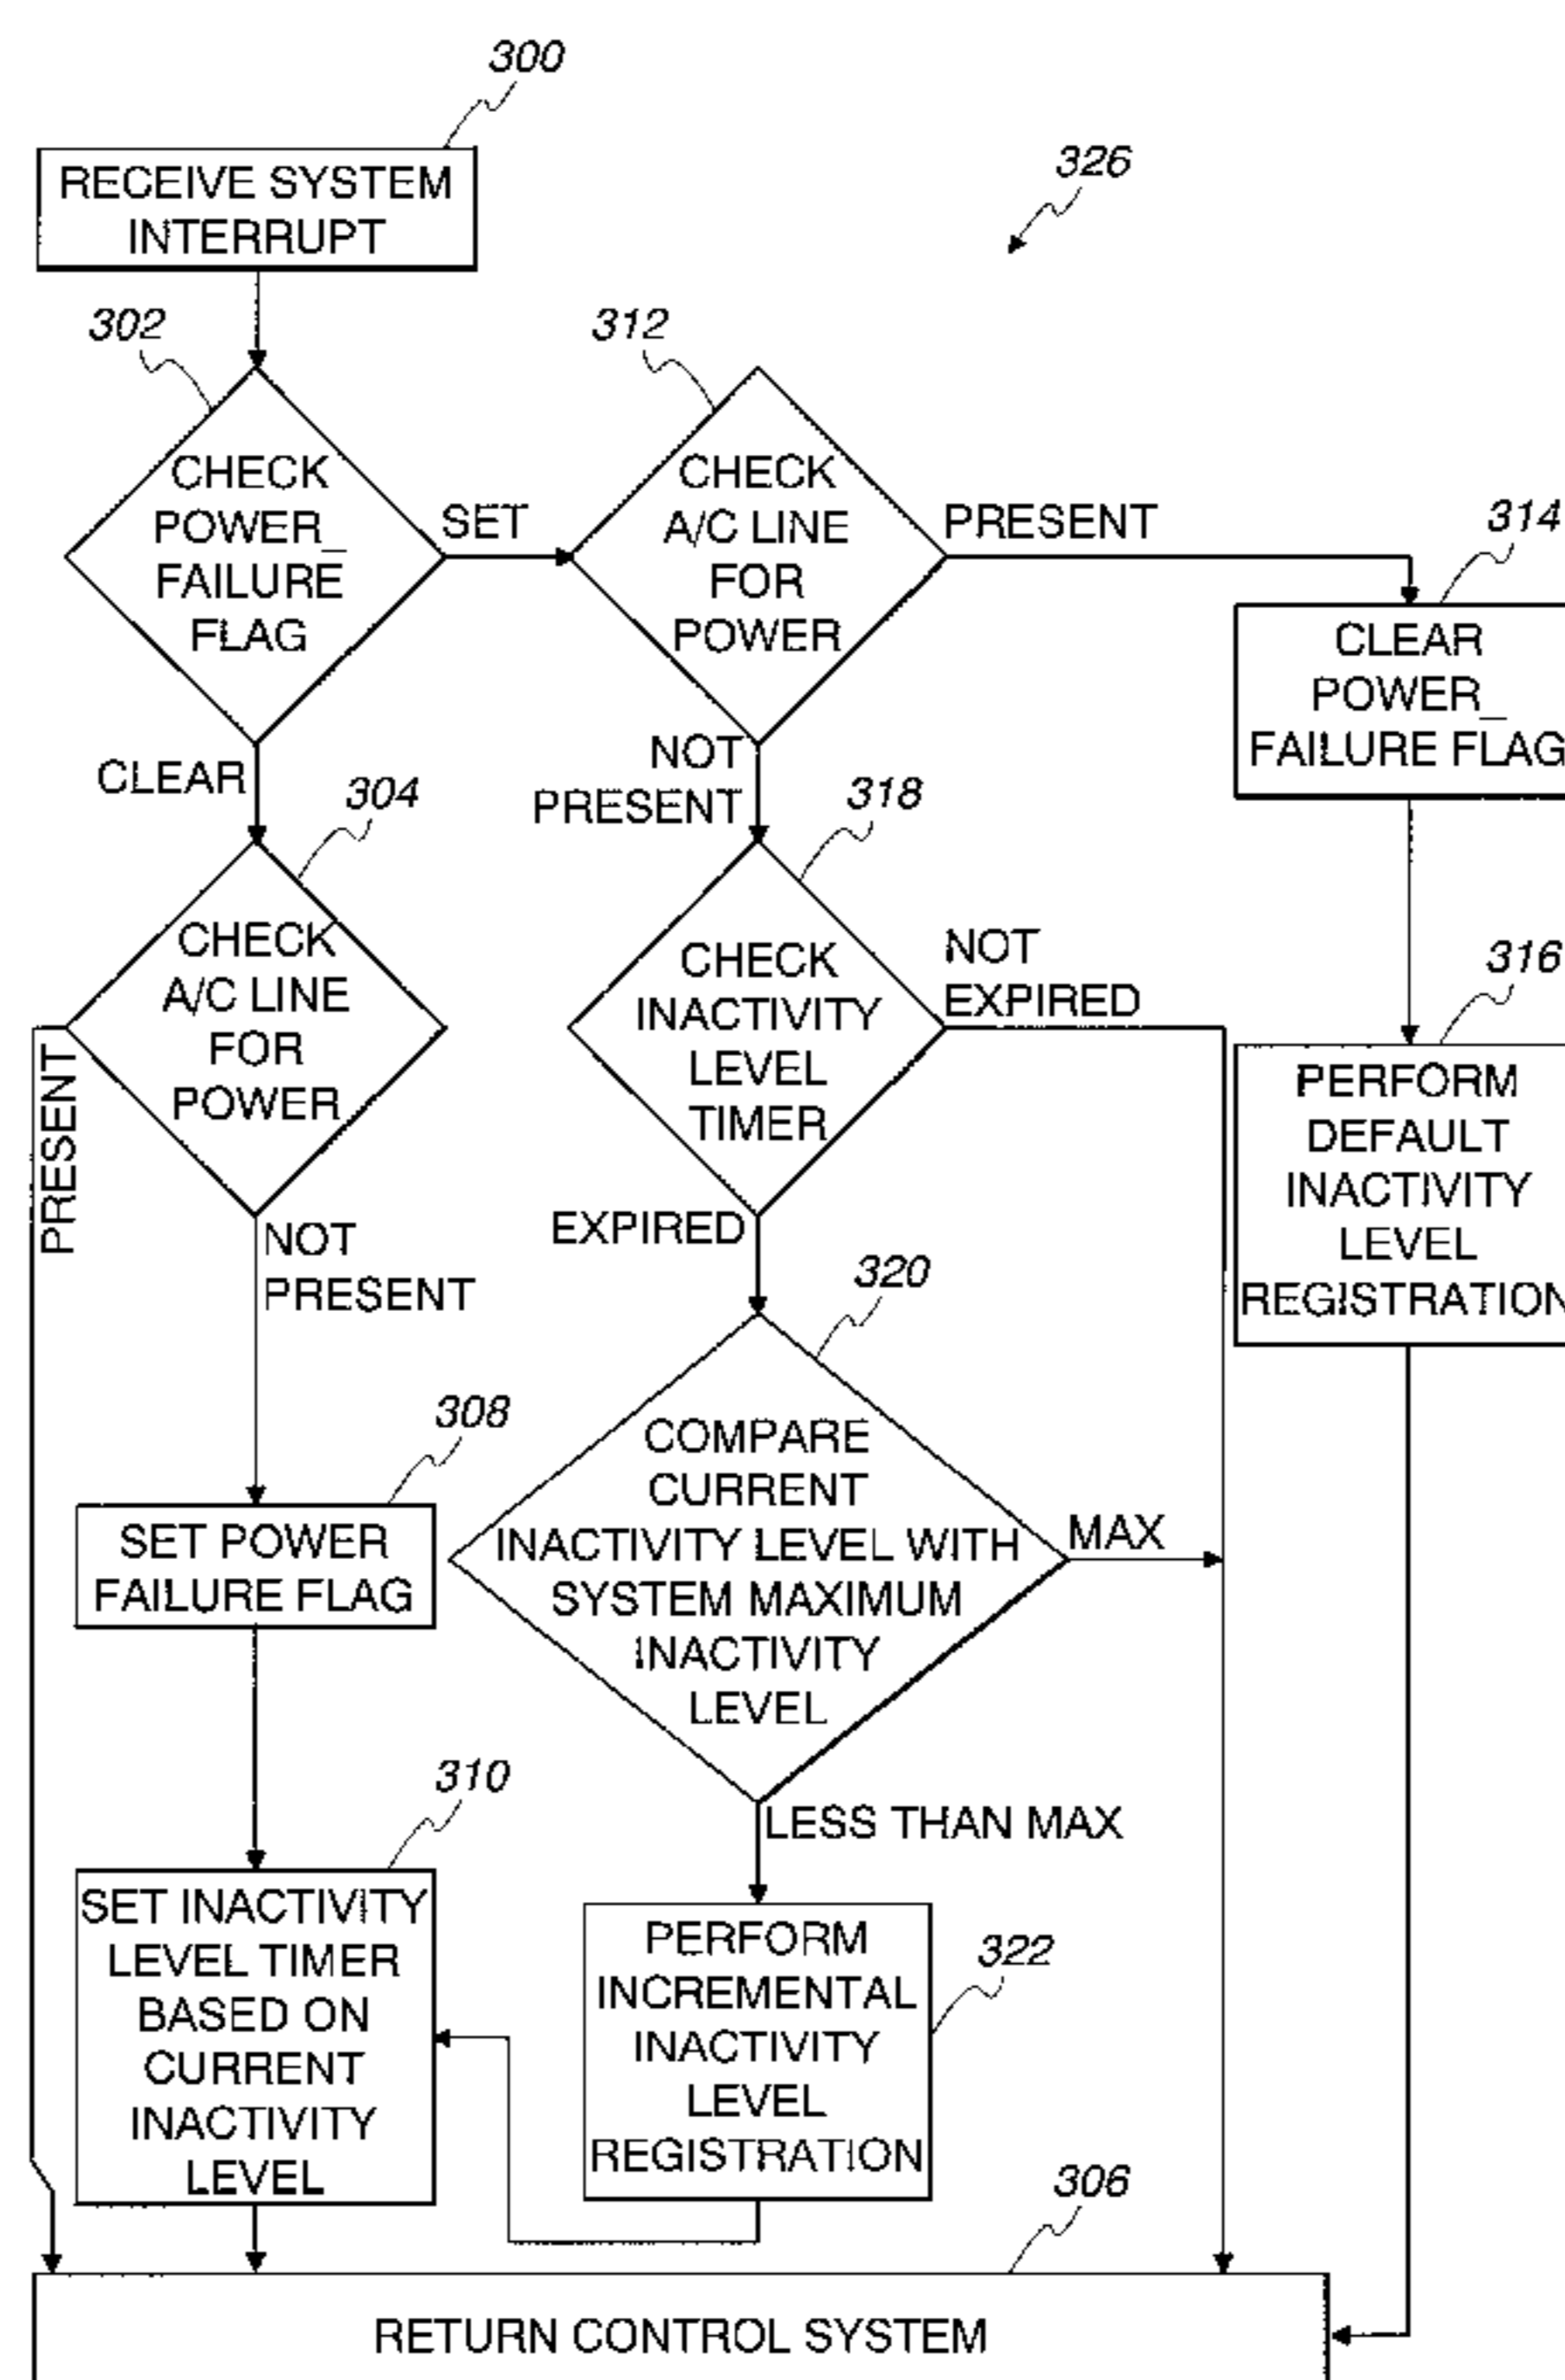 300
326
RECEIVE SYSTEM
INTERRUPT
302
312
CHECK
POWER_
FAILURE
FLAG
SET
CHECK
A/C LINE
FOR
POWER
PRESENT
314
CLEAR
POWER_
FAILURE FLAG
CLEAR
304
NOT
PRESENT
318
CHECK
A/C LINE
FOR
POWER
PRESENT
CHECK
INACTIVITY
LEVEL
TIMER
NOT
EXPIRED
316
PERFORM
DEFAULT
INACTIVITY
LEVEL
REGISTRATION
NOT
PRESENT
EXPIRED
320
308
SET POWER
FAILURE FLAG
COMPARE
CURRENT
INACTIVITY LEVEL WITH
SYSTEM MAXIMUM
INACTIVITY
LEVEL
MAX
310
LESS THAN MAX
SET INACTIVITY
LEVEL TIMER
BASED ON
CURRENT
INACTIVITY
LEVEL
PERFORM
INCREMENTAL
INACTIVITY
LEVEL
REGISTRATION
322
306
RETURN CONTROL SYSTEM